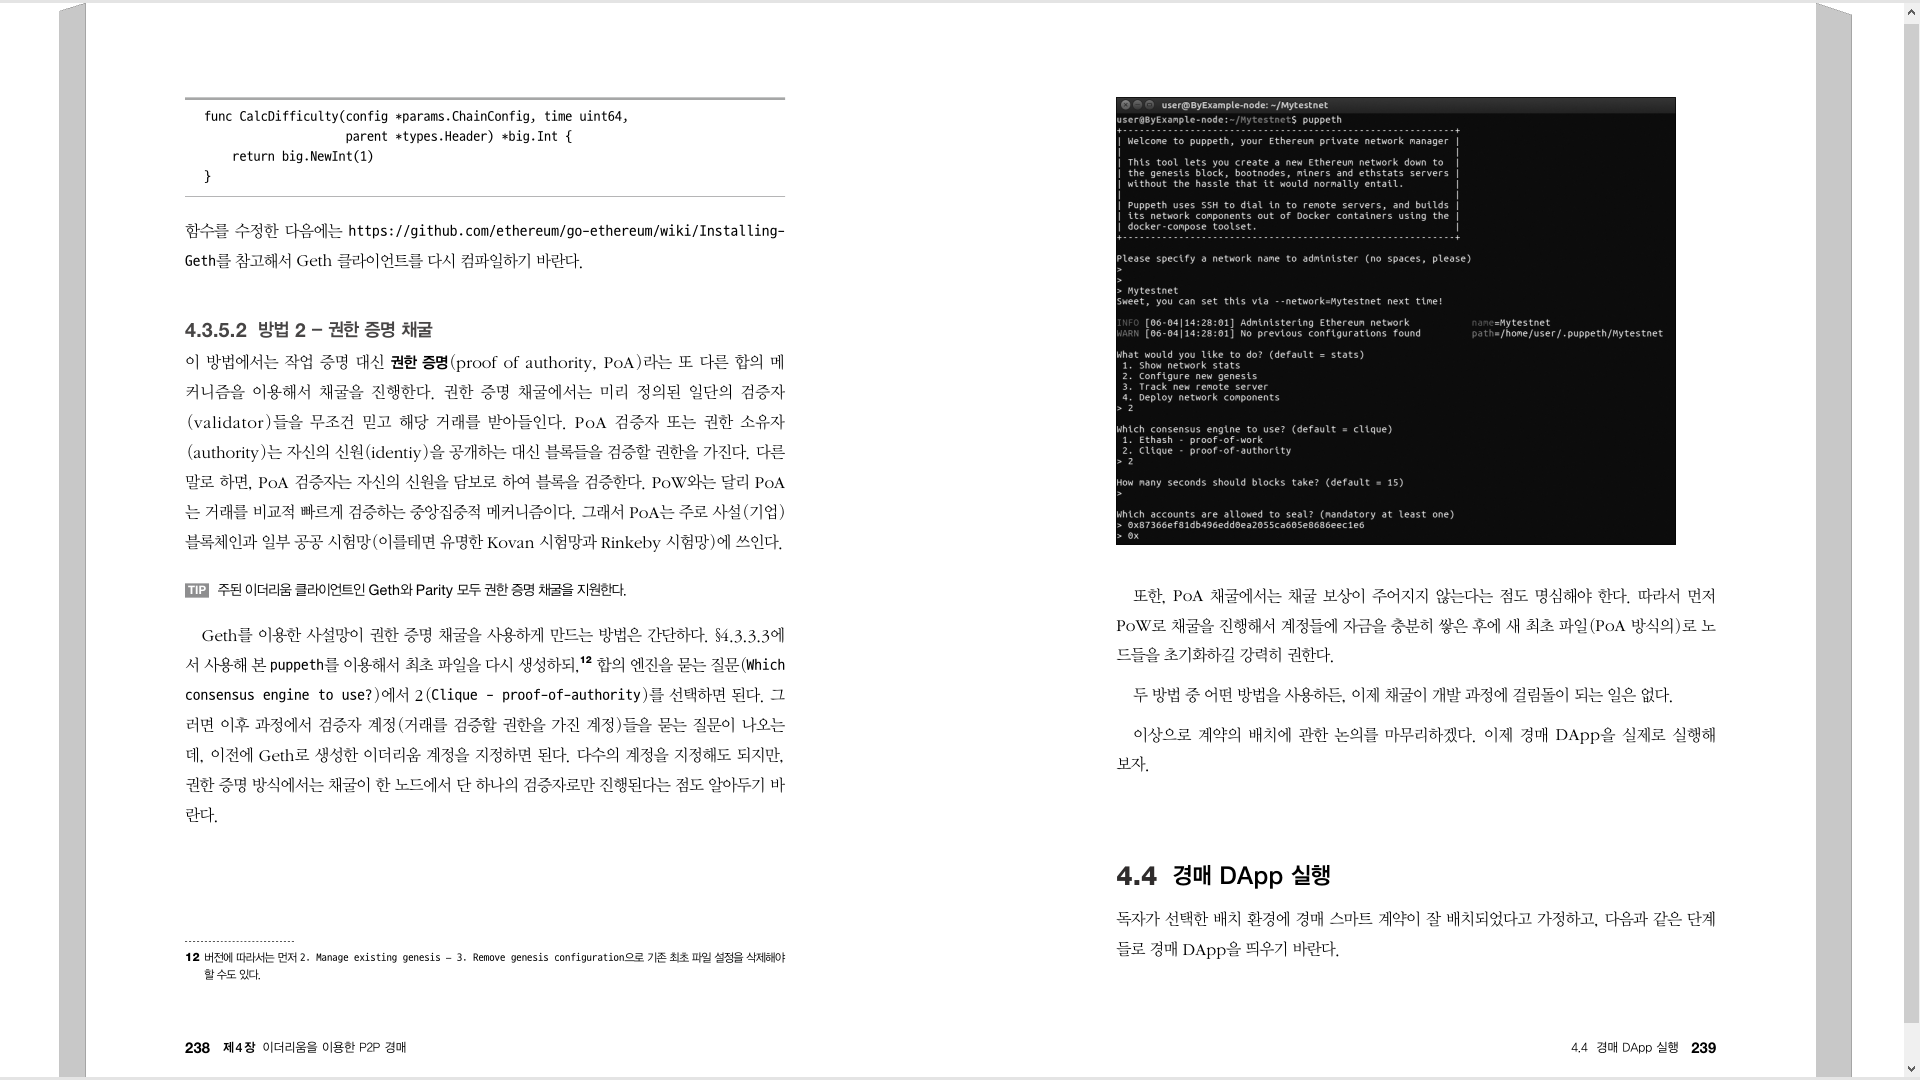 func CalcDifficulty(config *params.ChainConfig, time uint64,
parent *types.Header) *big.Int {
return big.NewInt(1)
}
함수를 수정한 다음에는 https://github.com/ethereum/go-ethereum/wiki/Installing-
Geth를 참고해서 Geth 클라이언트를 다시 컴파일하기 바란다.
4.3.5.2 방법 2 – 권한 증명 채굴
이 방법에서는 작업 증명 대신 권한 증명(proof of authority, PoA)라는 또 다른 합의 메
커니즘을 이용해서 채굴을 진행한다. 권한 증명 채굴에서는 미리 정의된 일단의 검증자
(validator)들을 무조건 믿고 해당 거래를 받아들인다. PoA 검증자 또는 권한 소유자
(authority)는 자신의 신원(identiy)을 공개하는 대신 블록들을 검증할 권한을 가진다. 다른
말로 하면, PoA 검증자는 자신의 신원을 담보로 하여 블록을 검증한다. PoW와는 달리 PoA
는 거래를 비교적 빠르게 검증하는 중앙집중적 메커니즘이다. 그래서 PoA는 주로 사설(기업)
블록체인과 일부 공공 시험망(이를테면 유명한 Kovan 시험망과 Rinkeby 시험망)에 쓰인다.
TIP 주된 이더리움 클라이언트인 Geth와 Parity 모두 권한 증명 채굴을 지원한다.
Geth를 이용한 사설망이 권한 증명 채굴을 사용하게 만드는 방법은 간단하다. §4.3.3.3에
서 사용해 본 puppeth를 이용해서 최초 파일을 다시 생성하되,12 합의 엔진을 묻는 질문(Which
consensus engine to use?)에서 2(Clique - proof-of-authority)를 선택하면 된다. 그
러면 이후 과정에서 검증자 계정(거래를 검증할 권한을 가진 계정)들을 묻는 질문이 나오는
데, 이전에 Geth로 생성한 이더리움 계정을 지정하면 된다. 다수의 계정을 지정해도 되지만,
권한 증명 방식에서는 채굴이 한 노드에서 단 하나의 검증자로만 진행된다는 점도 알아두기 바
란다.
12 버전에 따라서는 먼저 2. Manage existing genesis – 3. Remove genesis configuration으로 기존 최초 파일 설정을 삭제해야
할 수도 있다.
238 제4장 이더리움을 이용한 P2P 경매
user@ByExample-node: ~/Mytestnet
user@ByExample-node:~/Mytestnet$ puppeth
+-----------------------------------------------------------+
| Welcome to puppeth, your Ethereum private network manager |
| |
| This tool lets you create a new Ethereum network down to |
| the genesis block, bootnodes, miners and ethstats servers |
| without the hassle that it would normally entail. |
| |
| Puppeth uses SSH to dial in to remote servers, and builds |
| its network components out of Docker containers using the |
| docker-compose toolset. |
+-----------------------------------------------------------+
Please specify a network name to administer (no spaces, please)
>
>
> Mytestnet
Sweet, you can set this via --network=Mytestnet next time!
INFO [06-04|14:28:01] Administering Ethereum network name=Mytestnet
WARN [06-04|14:28:01] No previous configurations found path=/home/user/.puppeth/Mytestnet
What would you like to do? (default = stats)
1. Show network stats
2. Configure new genesis
3. Track new remote server
4. Deploy network components
> 2
Which consensus engine to use? (default = clique)
1. Ethash - proof-of-work
2. Clique - proof-of-authority
> 2
How many seconds should blocks take? (default = 15)
>
Which accounts are allowed to seal? (mandatory at least one)
> 0x87366ef81db496edd0ea2055ca605e8686eec1e6
> 0x
또한, PoA 채굴에서는 채굴 보상이 주어지지 않는다는 점도 명심해야 한다. 따라서 먼저
PoW로 채굴을 진행해서 계정들에 자금을 충분히 쌓은 후에 새 최초 파일(PoA 방식의)로 노
드들을 초기화하길 강력히 권한다.
두 방법 중 어떤 방법을 사용하든, 이제 채굴이 개발 과정에 걸림돌이 되는 일은 없다.
이상으로 계약의 배치에 관한 논의를 마무리하겠다. 이제 경매 DApp을 실제로 실행해
보자.
4.4 경매 DApp 실행
독자가 선택한 배치 환경에 경매 스마트 계약이 잘 배치되었다고 가정하고, 다음과 같은 단계
들로 경매 DApp을 띄우기 바란다.
4.4 경매 DApp 실행 239